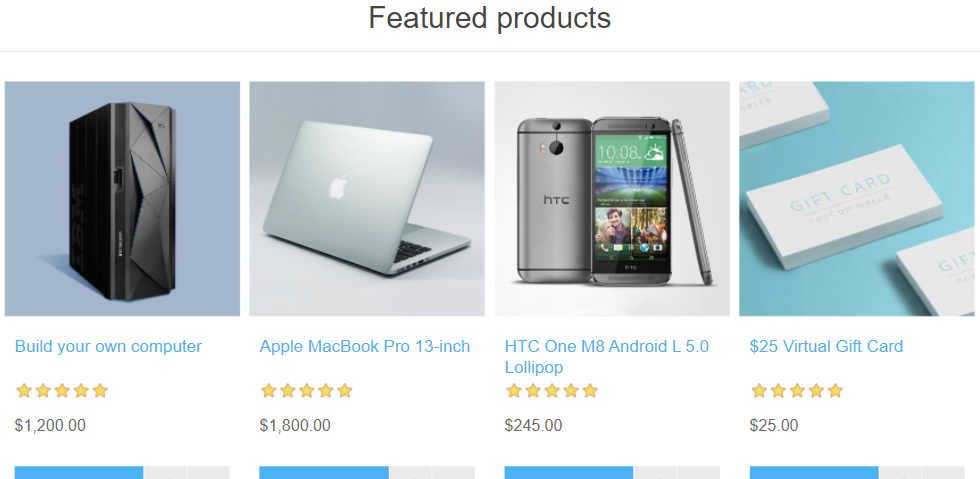 Featured products
HTC
10:08
GIFT CARD
nopCommerce
Build your own computer
Apple MacBook Pro 13-inch
HTC One M8 Android L 5.0
Lollipop
$25 Virtual Gift Card
$1,200.00
$1,800.00
$245.00
$25.00